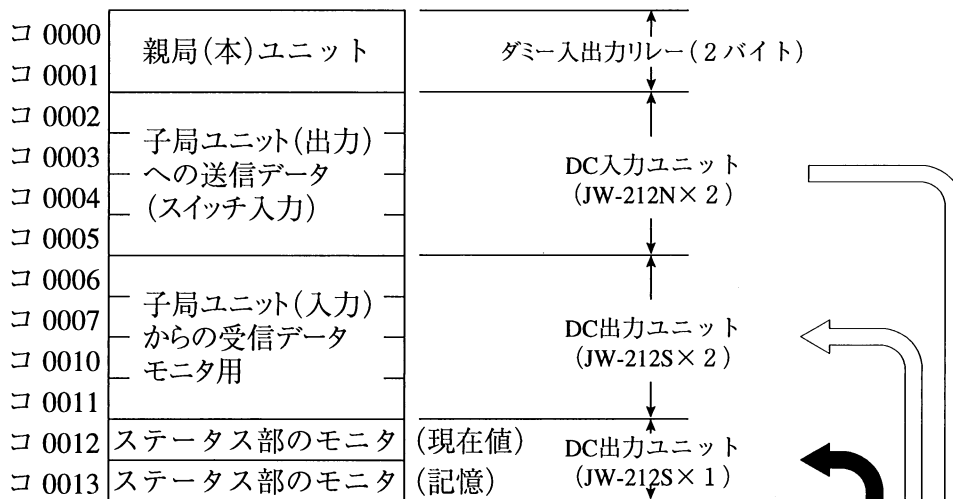 コ 0000
コ 0001
コ 0002
コ 0003
コ 0004
コ 0005
コ 0006
コ 0007
コ 0010
コ 0011
コ 0012
コ 0013
親局(本)ユニット
子局ユニット(出力)
への送信データ
(スイッチ入力)
子局ユニット(入力)
からの受信データ
モニタ用
ステータス部のモニタ (現在値)
ステータス部のモニタ (記憶)
ダミー入出力リレー(2バイト)
DC入力ユニット
(JW-212N×2)
DC出力ユニット
(JW-212S×2)
DC出力ユニット
(JW-212S×1)